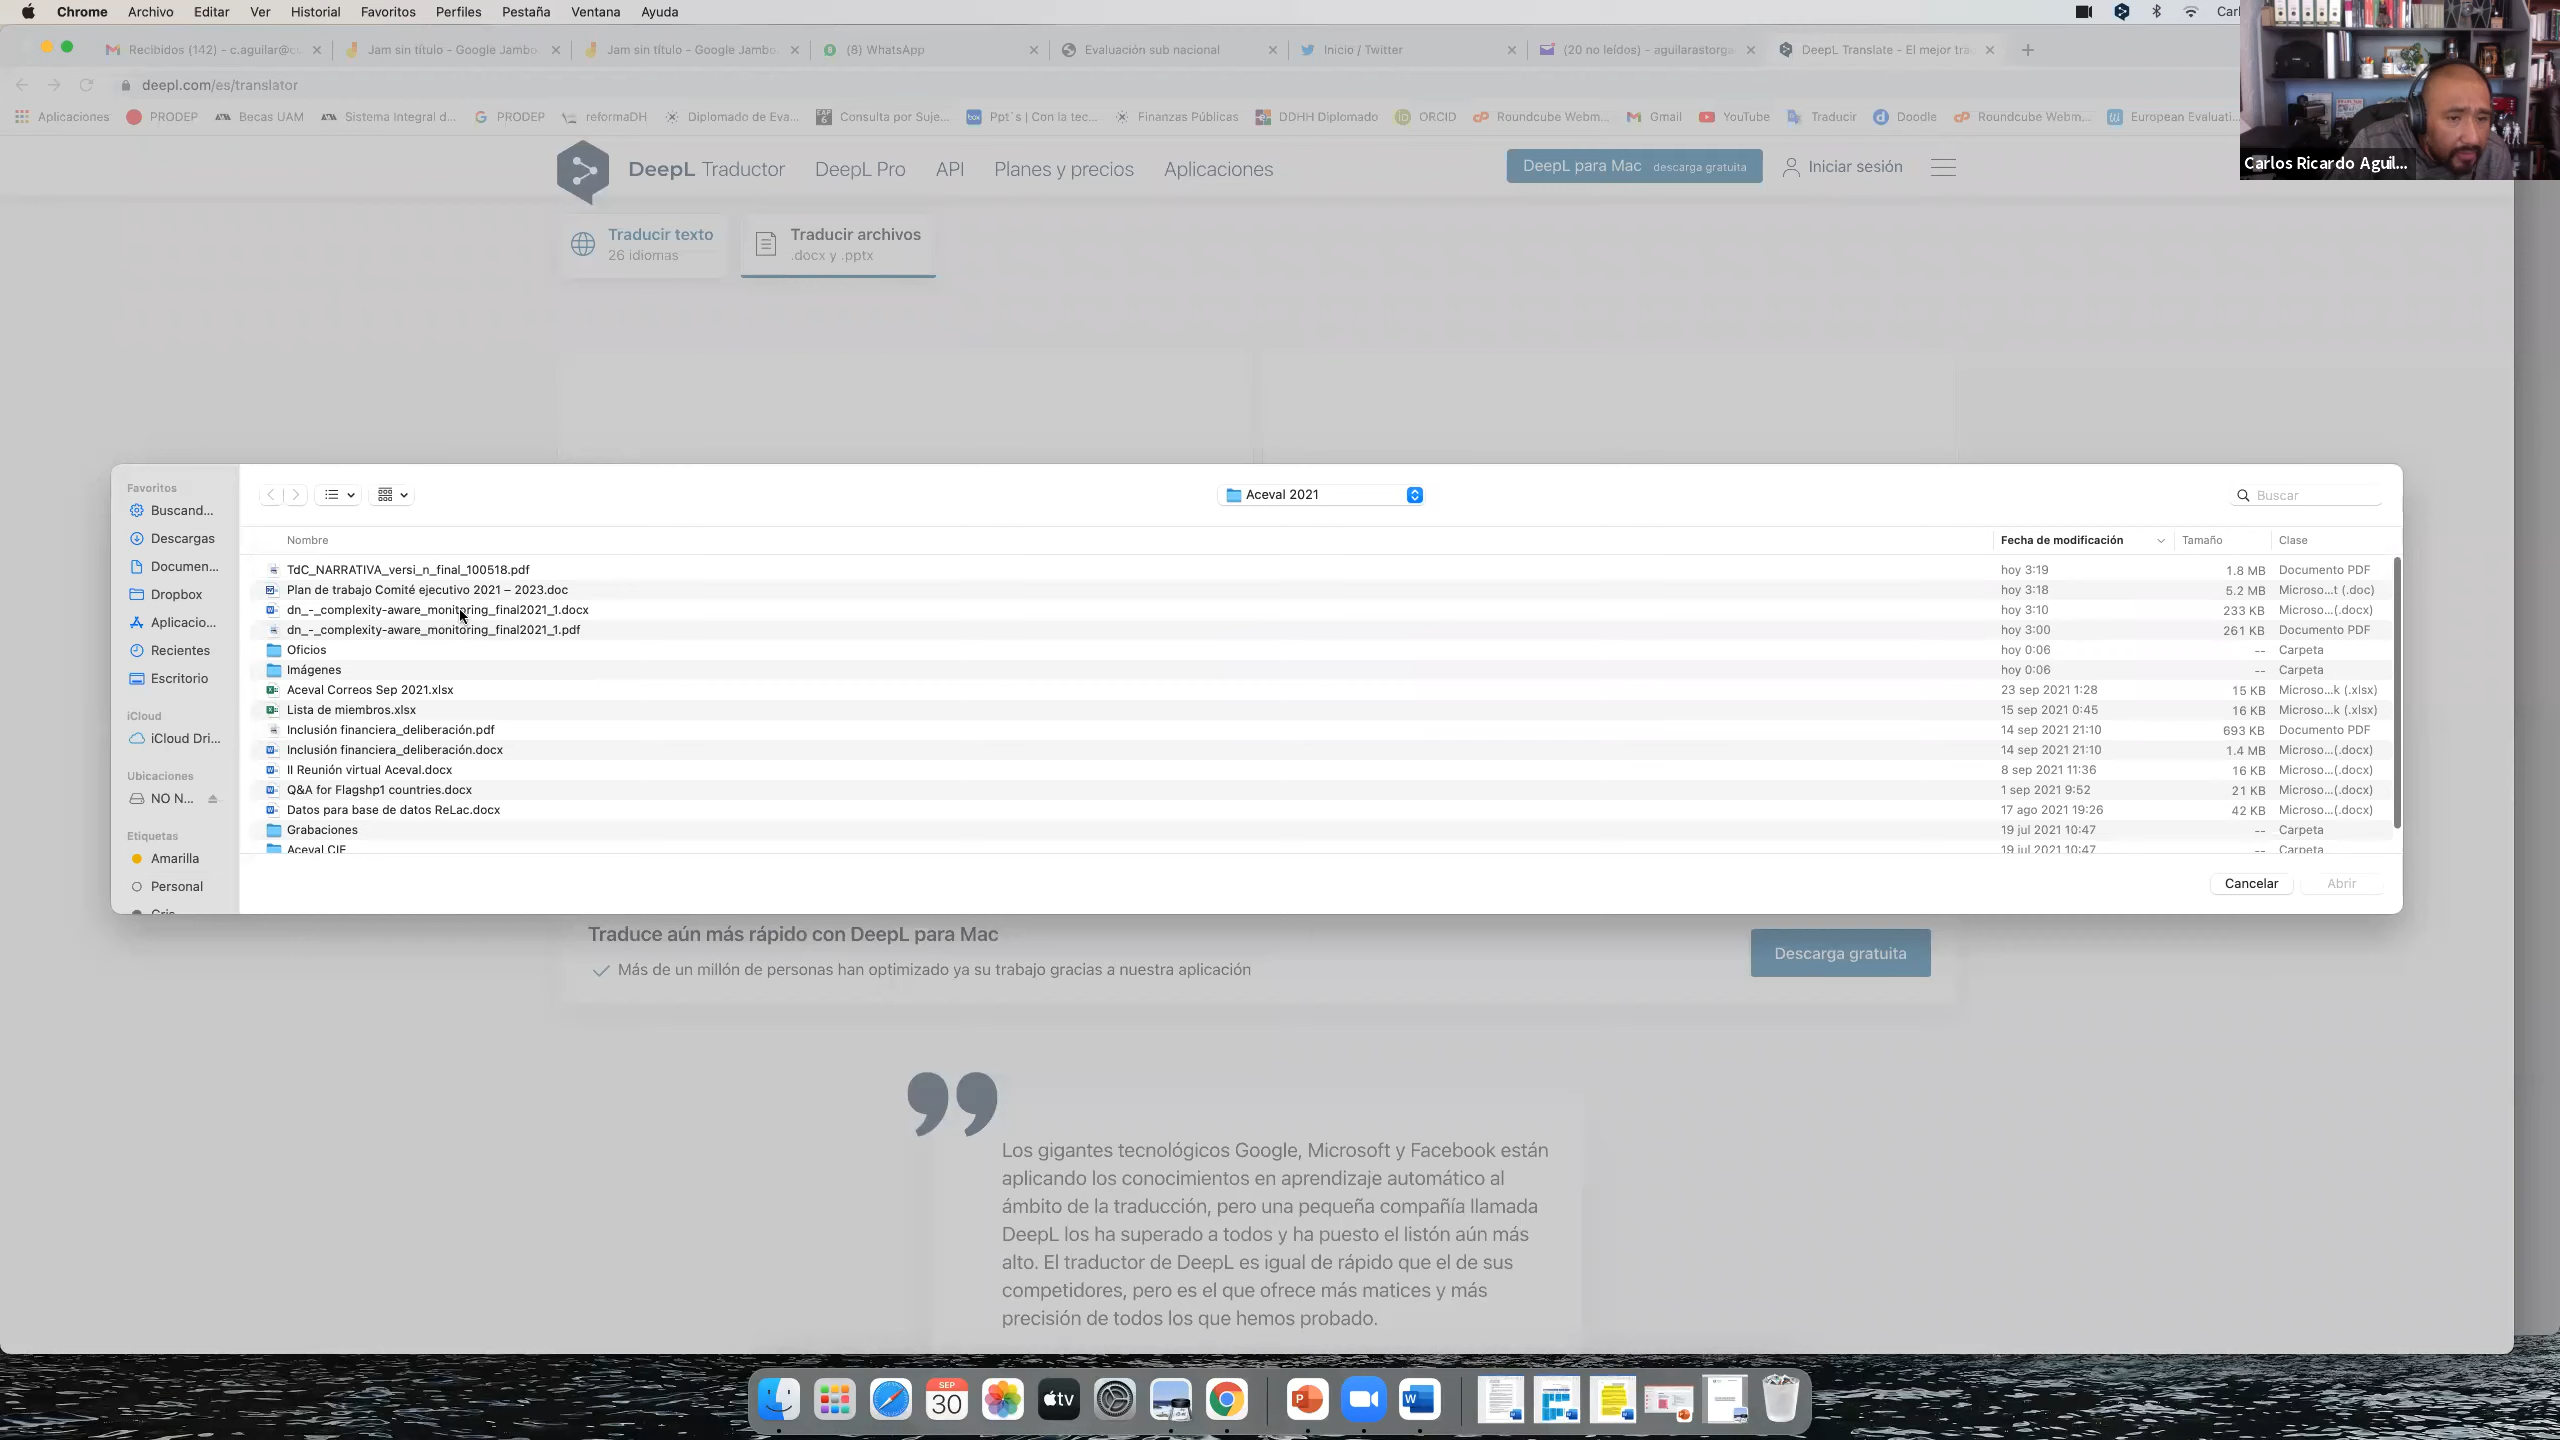 Chrome Archivo Editar Ver Historial Favoritos Perfiles Pestaña Ventana Ayuda
Recibidos (142) - c.aguilar@c
Jam sin título - Google Jambo
Jam sin título - Google Jambo
(8) WhatsApp
Evaluación sub nacional
Inicio / Twitter
(20 no leídos) - aguilarastorga
DeepL Translate - El mejor tra
deepl.com/es/translator
Aplicaciones PRODEP Becas UAM Sistema Integral d... PRODEP reformaDH Diplomado de Eva... Consulta por Suje... Ppt´s | Con la tec... Finanzas Públicas DDHH Diplomado ORCID Roundcube Webm... Gmail YouTube Traducir Doodle Roundcube Webm... European Evaluati...
Carlos Ricardo Aguil...
DeepL Traductor DeepL Pro API Planes y precios Aplicaciones DeepL para Mac descarga gratuita Iniciar sesión
Traducir texto
26 idiomas
Traducir archivos
.docx y .pptx
Favoritos
Buscand...
Descargas
Documen...
Dropbox
Aplicacio...
Recientes
Escritorio
iCloud
iCloud Dri...
Ubicaciones
NO N...
Etiquetas
Amarilla
Personal
Gris
Aceval 2021
Buscar
Nombre Fecha de modificación Tamaño Clase
TdC_NARRATIVA_versi_n_final_100518.pdf hoy 3:19 1.8 MB Documento PDF
Plan de trabajo Comité ejecutivo 2021 – 2023.doc hoy 3:18 5.2 MB Microso...t (.doc)
dn_-_complexity-aware_monitoring_final2021_1.docx hoy 3:10 233 KB Microso...(.docx)
dn_-_complexity-aware_monitoring_final2021_1.pdf hoy 3:00 261 KB Documento PDF
Oficios hoy 0:06 -- Carpeta
Imágenes hoy 0:06 -- Carpeta
Aceval Correos Sep 2021.xlsx 23 sep 2021 1:28 15 KB Microso...k (.xlsx)
Lista de miembros.xlsx 15 sep 2021 0:45 16 KB Microso...k (.xlsx)
Inclusión financiera_deliberación.pdf 14 sep 2021 21:10 693 KB Documento PDF
Inclusión financiera_deliberación.docx 14 sep 2021 21:10 1.4 MB Microso...(.docx)
II Reunión virtual Aceval.docx 8 sep 2021 11:36 16 KB Microso...(.docx)
Q&A for Flagshp1 countries.docx 1 sep 2021 9:52 21 KB Microso...(.docx)
Datos para base de datos ReLac.docx 17 ago 2021 19:26 42 KB Microso...(.docx)
Grabaciones 19 jul 2021 10:47 -- Carpeta
Aceval CIE 19 jul 2021 10:47 -- Carpeta
Cancelar Abrir
Traduce aún más rápido con DeepL para Mac
Más de un millón de personas han optimizado ya su trabajo gracias a nuestra aplicación
Descarga gratuita
Los gigantes tecnológicos Google, Microsoft y Facebook están
aplicando los conocimientos en aprendizaje automático al
ámbito de la traducción, pero una pequeña compañía llamada
DeepL los ha superado a todos y ha puesto el listón aún más
alto. El traductor de DeepL es igual de rápido que el de sus
competidores, pero es el que ofrece más matices y más
precisión de todos los que hemos probado.
SEP
30
tv
P
W